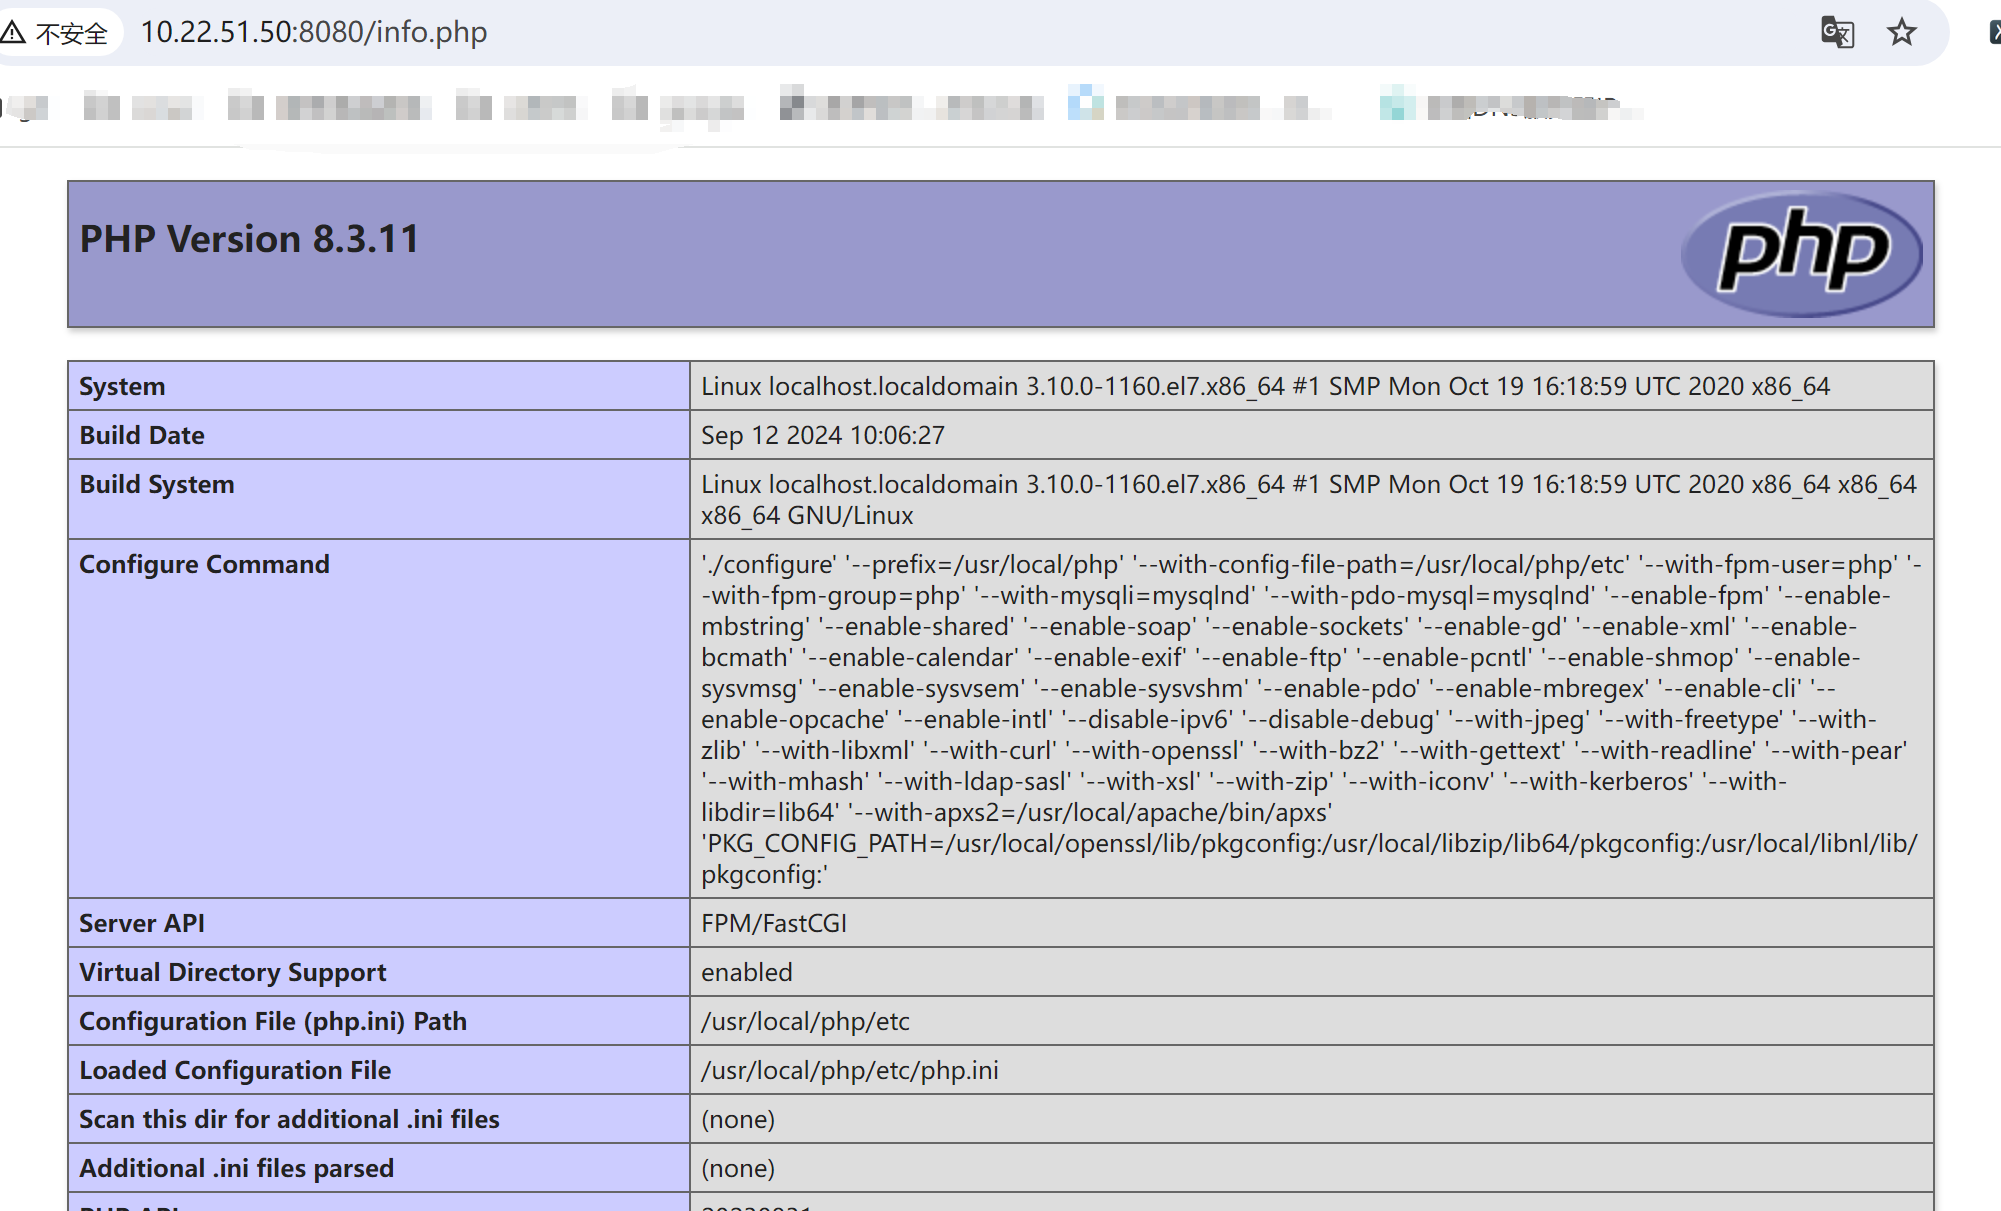 不安全 10.22.51.50:8080/info.php
PHP Version 8.3.11
php
System Linux localhost.localdomain 3.10.0-1160.el7.x86_64 #1 SMP Mon Oct 19 16:18:59 UTC 2020 x86_64
Build Date Sep 12 2024 10:06:27
Build System Linux localhost.localdomain 3.10.0-1160.el7.x86_64 #1 SMP Mon Oct 19 16:18:59 UTC 2020 x86_64 x86_64
x86_64 GNU/Linux
Configure Command './configure' '--prefix=/usr/local/php' '--with-config-file-path=/usr/local/php/etc' '--with-fpm-user=php' '-
-with-fpm-group=php' '--with-mysqli=mysqlnd' '--with-pdo-mysql=mysqlnd' '--enable-fpm' '--enable-
mbstring' '--enable-shared' '--enable-soap' '--enable-sockets' '--enable-gd' '--enable-xml' '--enable-
bcmath' '--enable-calendar' '--enable-exif' '--enable-ftp' '--enable-pcntl' '--enable-shmop' '--enable-
sysvmsg' '--enable-sysvsem' '--enable-sysvshm' '--enable-pdo' '--enable-mbregex' '--enable-cli' '--
enable-opcache' '--enable-intl' '--disable-ipv6' '--disable-debug' '--with-jpeg' '--with-freetype' '--with-
zlib' '--with-libxml' '--with-curl' '--with-openssl' '--with-bz2' '--with-gettext' '--with-readline' '--with-pear'
'--with-mhash' '--with-ldap-sasl' '--with-xsl' '--with-zip' '--with-iconv' '--with-kerberos' '--with-
libdir=lib64' '--with-apxs2=/usr/local/apache/bin/apxs'
'PKG_CONFIG_PATH=/usr/local/openssl/lib/pkgconfig:/usr/local/libzip/lib64/pkgconfig:/usr/local/libnl/lib/
pkgconfig:'
Server API FPM/FastCGI
Virtual Directory Support enabled
Configuration File (php.ini) Path /usr/local/php/etc
Loaded Configuration File /usr/local/php/etc/php.ini
Scan this dir for additional .ini files (none)
Additional .ini files parsed (none)
PHP API